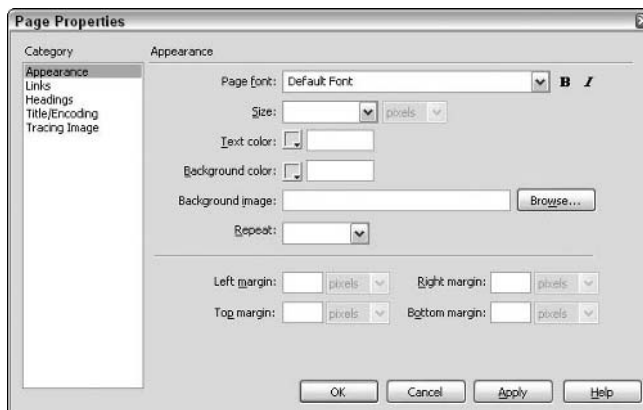 Page Properties
Category
Appearance
Links
Headings
Title/Encoding
Tracing Image
Appearance
Page font: Default Font B I
Size: pixels
Text color:
Background color:
Background image: Browse...
Repeat:
Left margin: pixels Right margin: pixels
Top margin: pixels Bottom margin: pixels
OK Cancel Apply Help